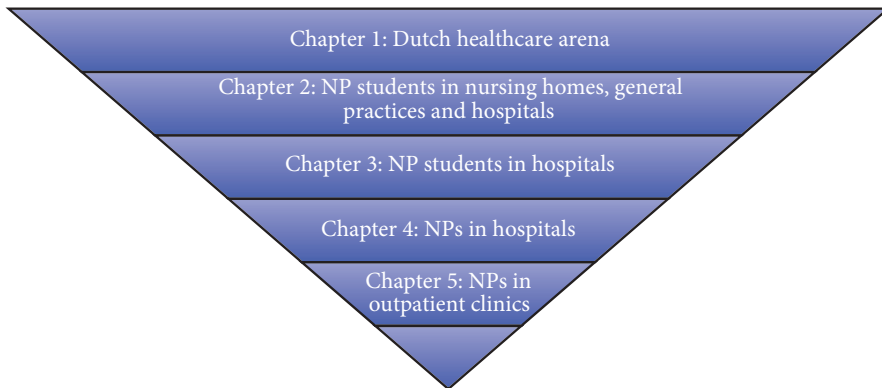 Chapter 1: Dutch healthcare arena
Chapter 2: NP students in nursing homes, general
practices and hospitals
Chapter 3: NP students in hospitals
Chapter 4: NPs in hospitals
Chapter 5: NPs in
outpatient clinics